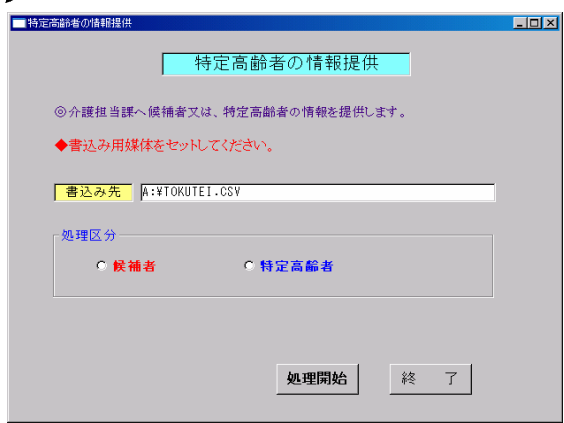 特定高齢者の情報提供
特定高齢者の情報提供
◎介護担当課へ候補者又は、特定高齢者の情報を提供します。
◆書込み用媒体をセットしてください。
書込み先 A:¥TOKUTEI.CSV
処理区分
候補者 特定高齢者
処理開始 終 了